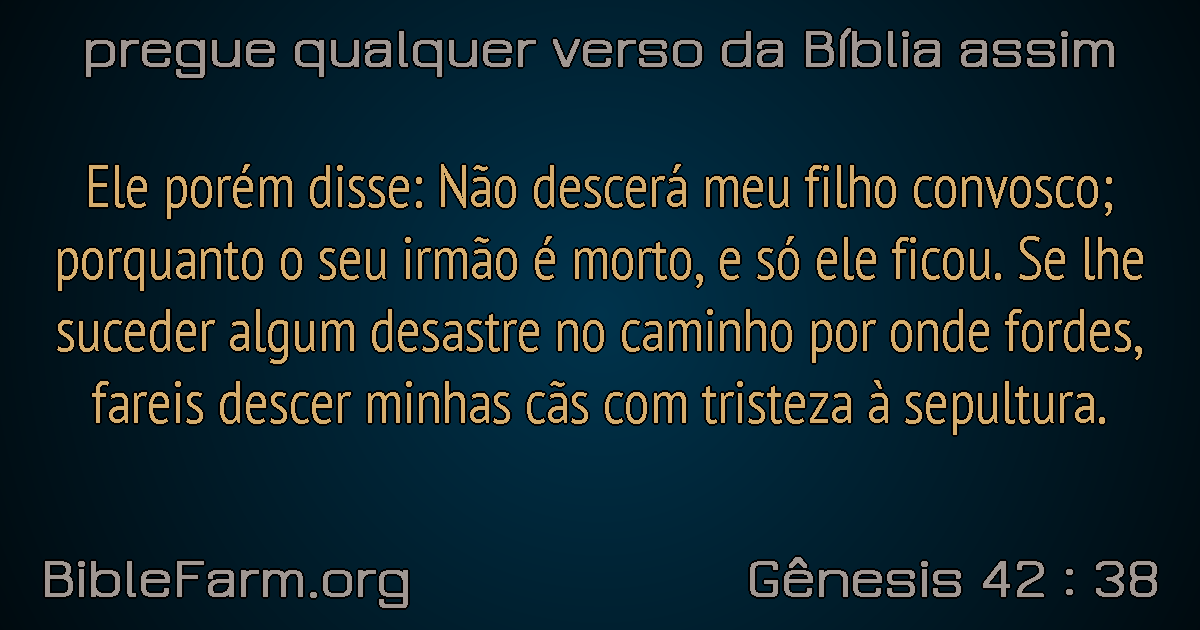 pregue qualquer verso da Bíblia assim
Ele porém disse: Não descerá meu filho convosco;
porquanto o seu irmão é morto, e só ele ficou. Se lhe
suceder algum desastre no caminho por onde fordes,
fareis descer minhas cãs com tristeza à sepultura.
BibleFarm.org
Gênesis 42 : 38